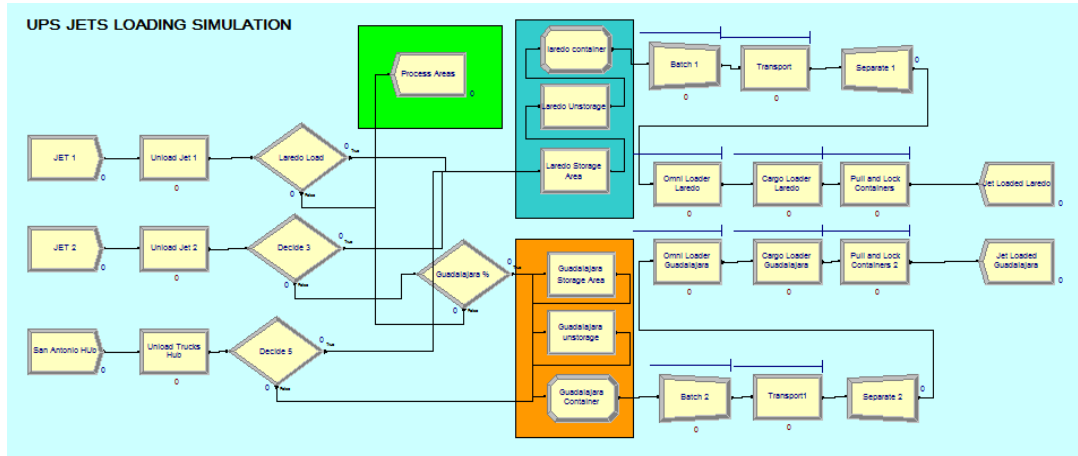 UPS JETS LOADING SIMULATION
Process Areas
0
laredo container
Laredo Unstorage
Laredo Storage
Area
Batch 1
0
Transport
0
Separate 1
0
JET 1
0
Unload Jet 1
0
Laredo Load
0 True
0 False
Omni Loader
Laredo
0
Cargo Loader
Laredo
0
Pull and Lock
Containers
0
Jet Loaded Laredo
0
JET 2
0
Unload Jet 2
0
Decide 3
0 True
0 False
Guadalajara %
0 True
0 False
Guadalajara
Storage Area
Guadalajara
unstorage
Guadalajara
Container
Omni Loader
Guadalajara
0
Cargo Loader
Guadalajara
0
Pull and Lock
Containers 2
0
Jet Loaded
Guadalajara
0
San Antonio HUb
0
Unload Trucks
Hub
0
Decide 5
0 True
0 False
Batch 2
0
Transport1
0
Separate 2
0